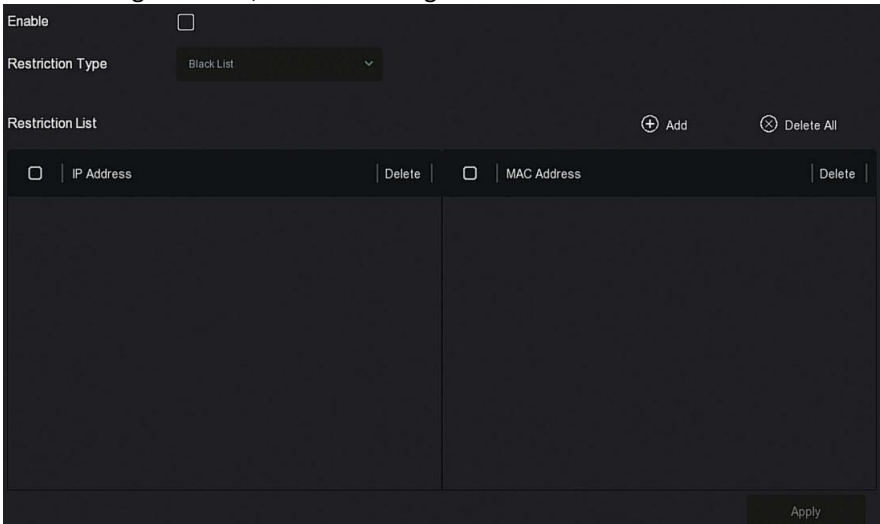 Enable
Restriction Type Black List
Restriction List Add Delete All
IP Address Delete MAC Address Delete
Apply